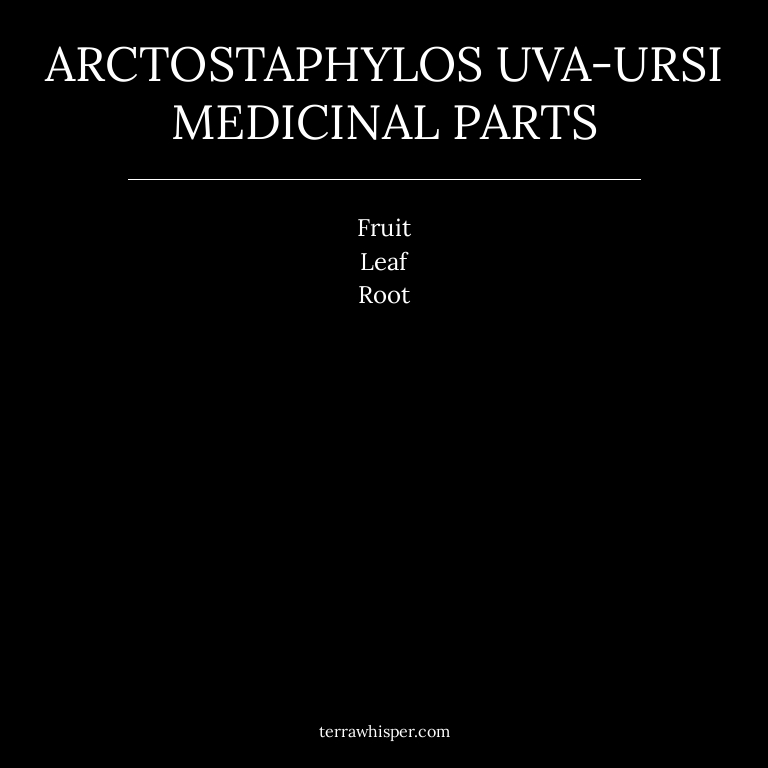 ARCTOSTAPHYLOS UVA-URSI
MEDICINAL PARTS
Fruit
Leaf
Root
terrawhisper.com